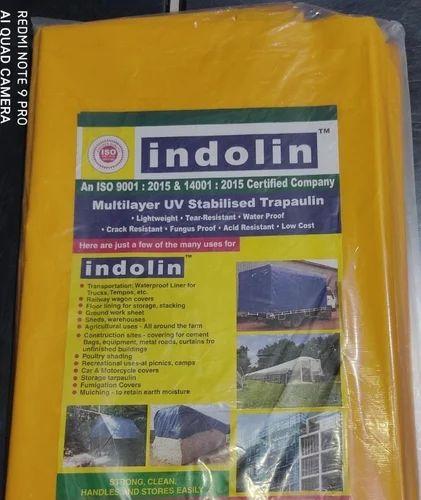 REDMI NOTE 9 PRO
AI QUAD CAMERA
ISO
indolin™
An ISO 9001 : 2015 & 14001 : 2015 Certified Company
Multilayer UV Stabilised Trapaulin
• Lightweight • Tear-Resistant • Water Proof
• Crack Resistant • Fungus Proof • Acid Resistant • Low Cost
Here are just a few of the many uses for
indolin™
• Transportation: Waterproof Liner for
Trucks, Tempos, etc.
• Railway wagon covers
• Floor lining for storage, stacking
• Ground work sheet
• Sheds, warehouses
• Agricultural uses - All around the farm
• Construction sites - covering for cement
Bags, equipment, metal roads, curtains fro
unfinished buildings
• Poultry shading
• Recreational uses-at picnics, camps
• Car & Motorcycle covers
• Storage tarpaulin
• Fumigation Covers
• Mulching - to retain earth moisture
STRONG, CLEAN,
HANDLES AND STORES EASILY